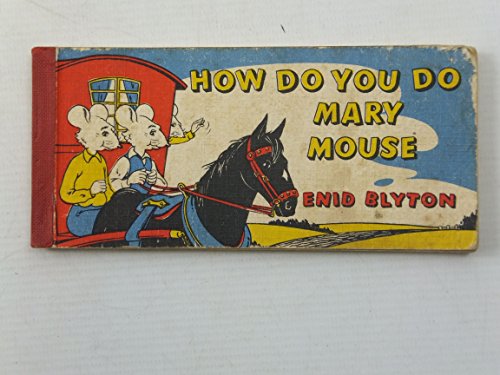 HOW DO YOU DO
MARY
MOUSE
ENID BLYTON